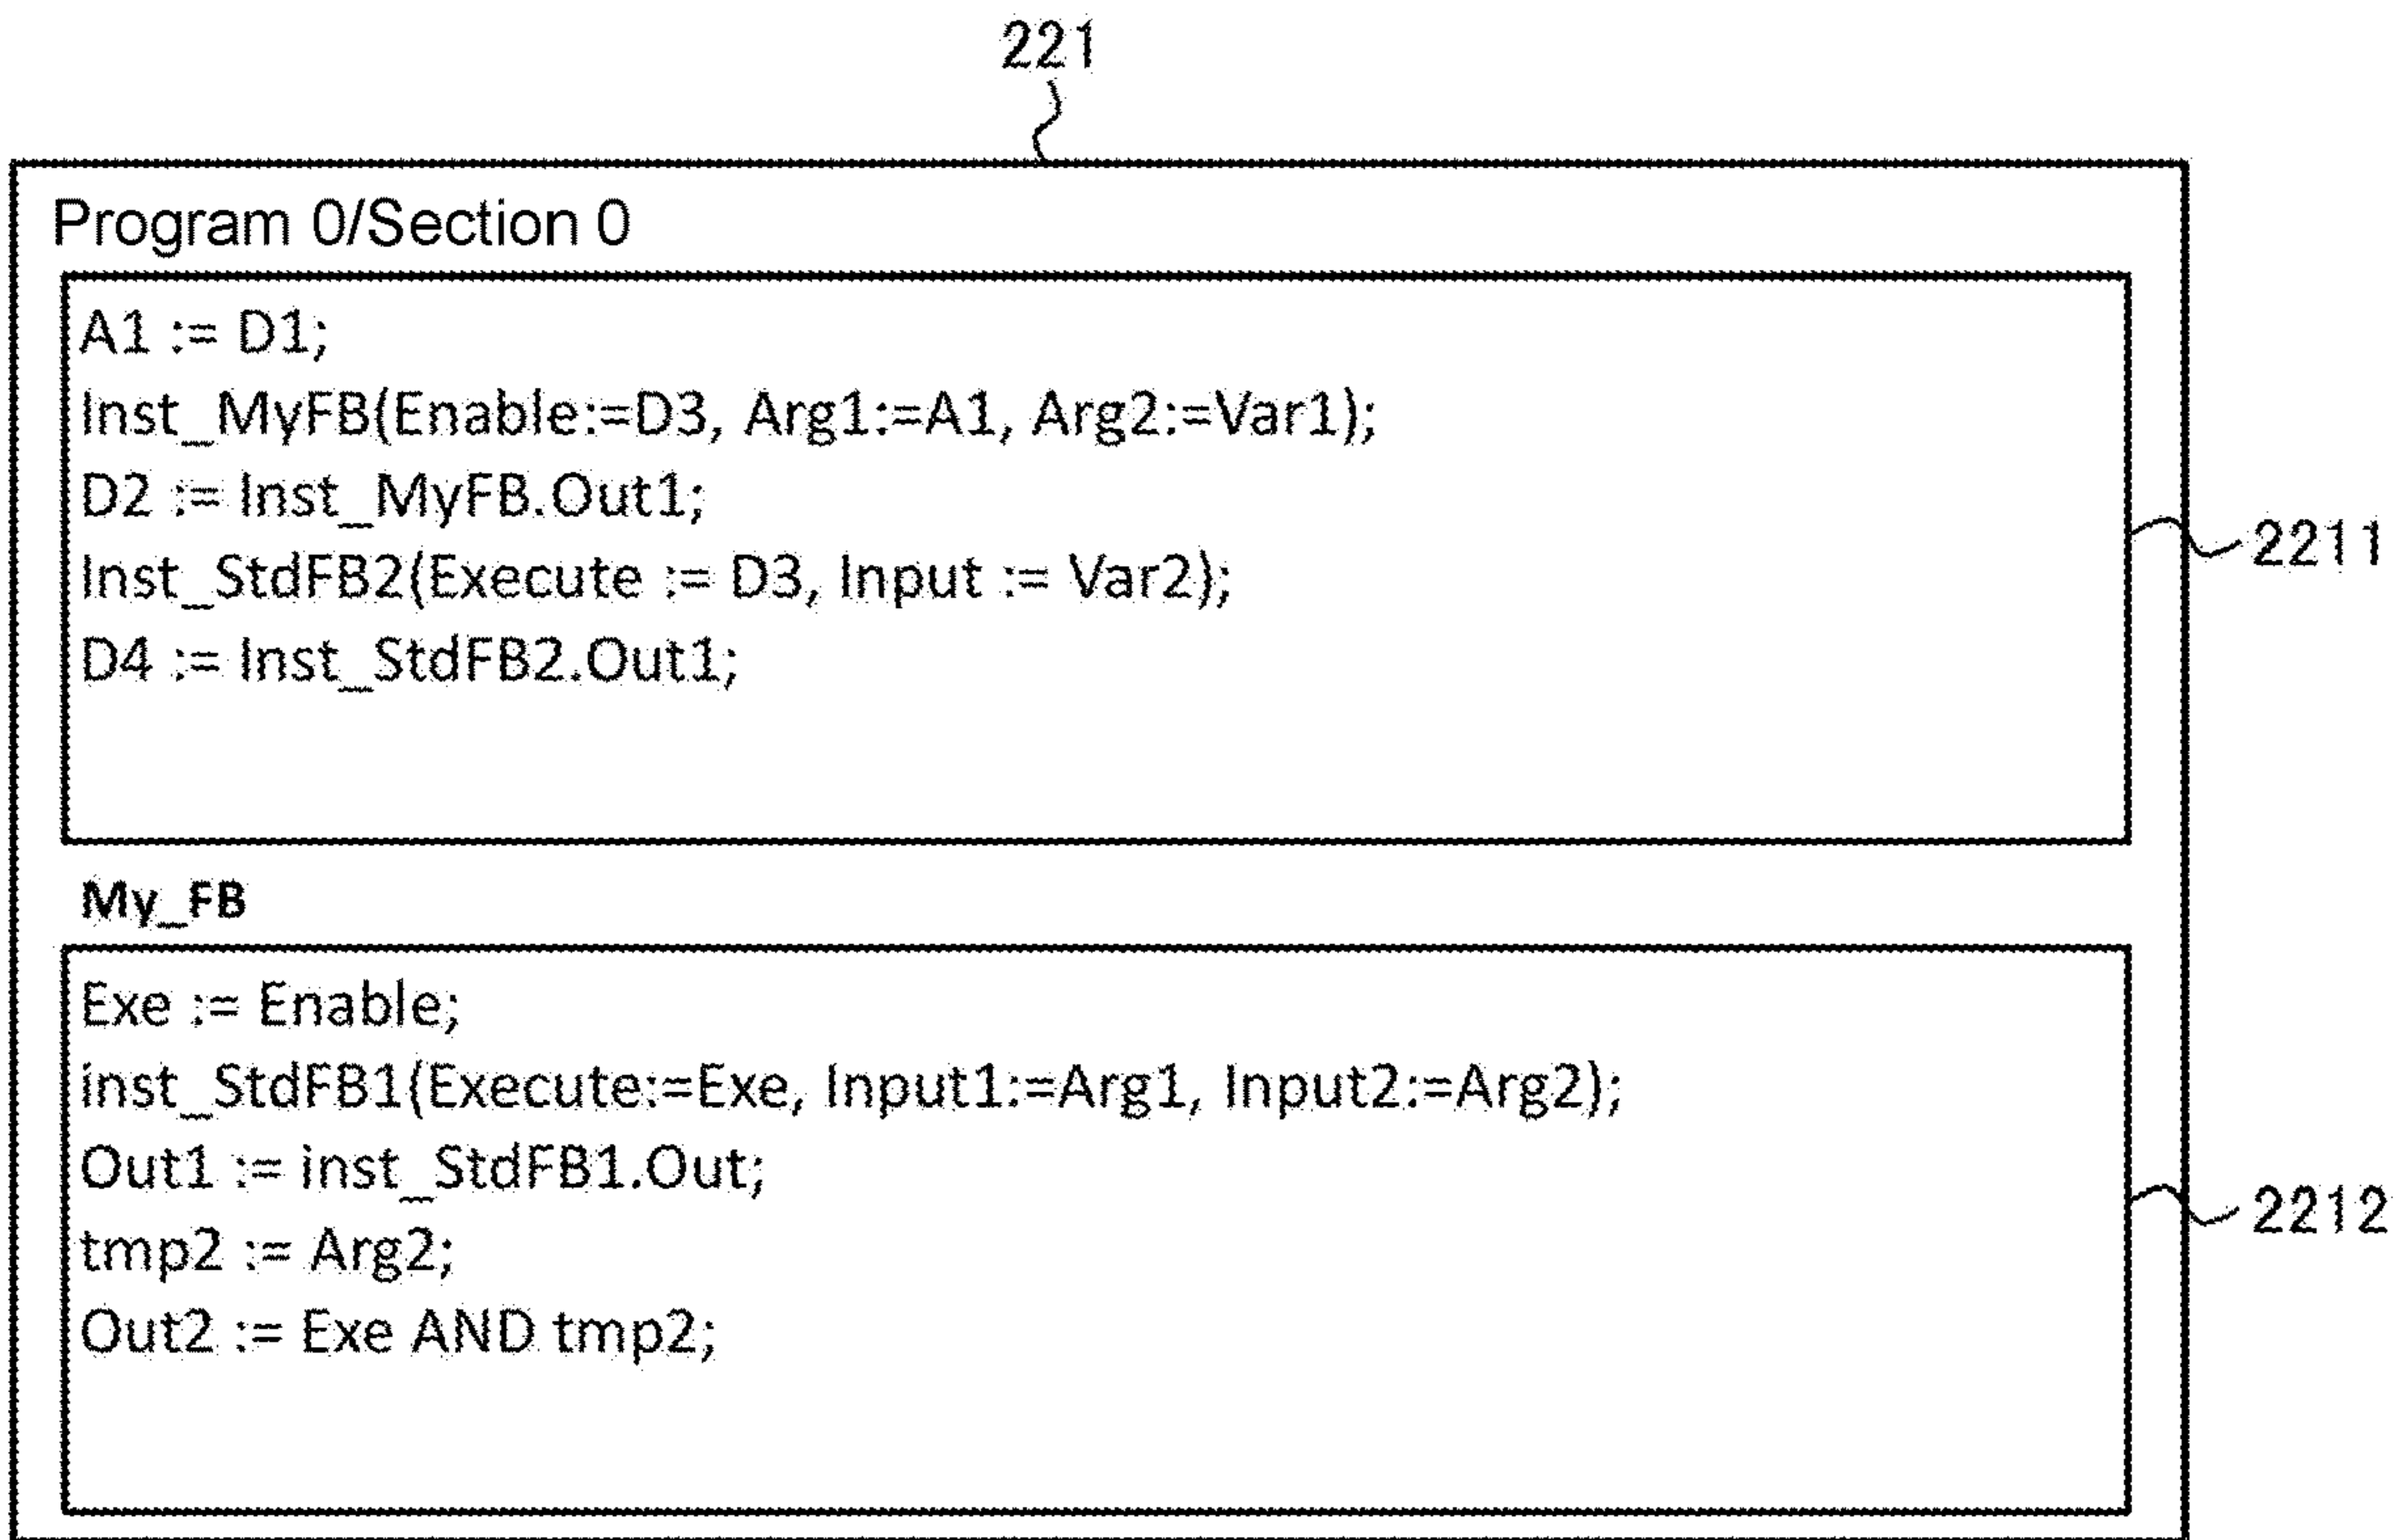 221
Program 0/Section 0
A1 := D1;
Inst_MyFB(Enable:=D3, Arg1:=A1, Arg2:=Var1);
D2 := Inst_MyFB.Out1;
Inst_StdFB2(Execute := D3, Input := Var2);
D4 := Inst_StdFB2.Out1;
2211
My_FB
Exe := Enable;
inst_StdFB1(Execute:=Exe, Input1:=Arg1, Input2:=Arg2);
Out1 := inst_StdFB1.Out;
tmp2 := Arg2;
Out2 := Exe AND tmp2;
2212